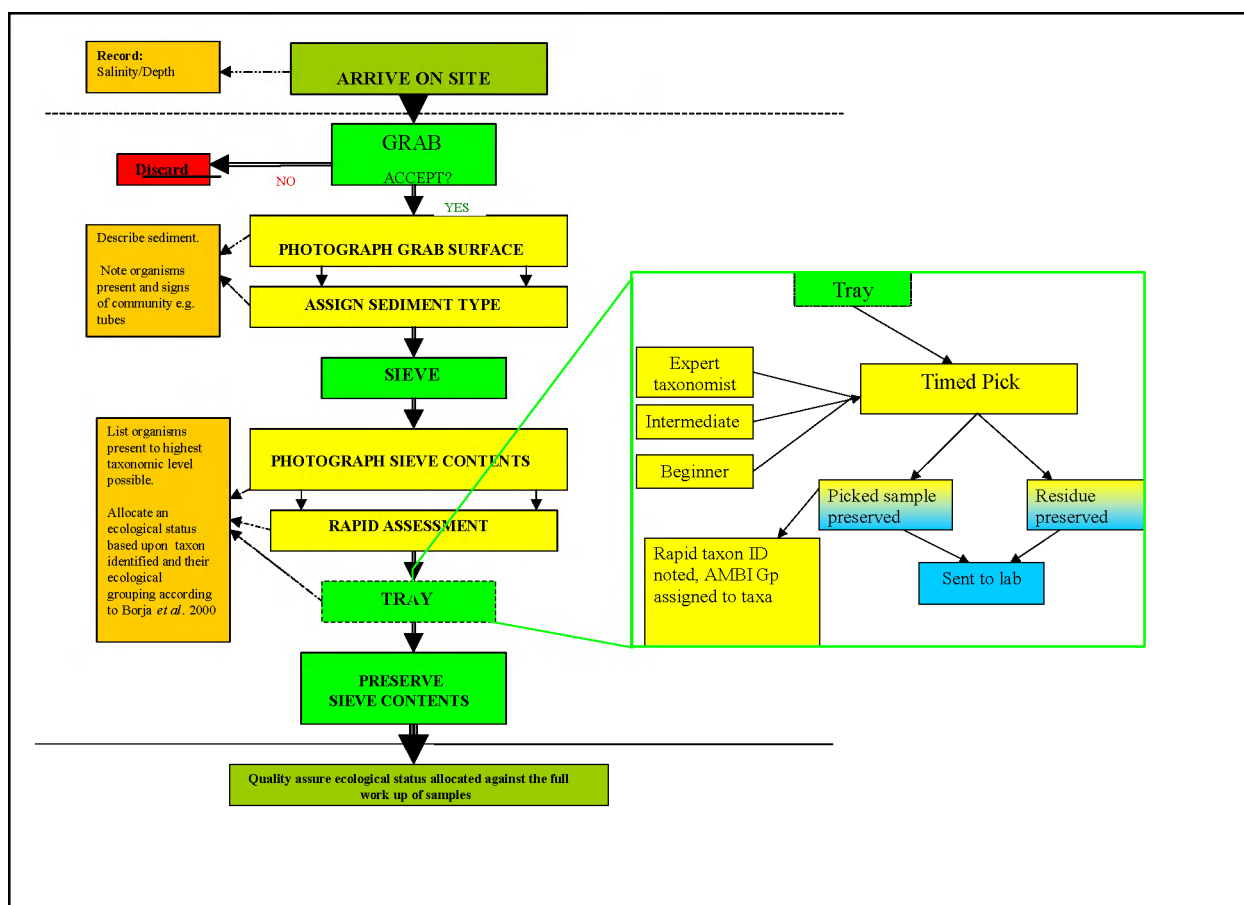 Record:
Salinity/Depth
ARRIVE ON SITE
GRAB
ACCEPT?
Discard
NO
YES
Describe sediment.
Note organisms
present and signs
of community e.g.
tubes
PHOTOGRAPH GRAB SURFACE
ASSIGN SEDIMENT TYPE
SIEVE
List organisms
present to highest
taxonomic level
possible.
Allocate an
ecological status
based upon taxon
identified and their
ecological
grouping according
to Borja et al. 2000
PHOTOGRAPH SIEVE CONTENTS
RAPID ASSESSMENT
TRAY
PRESERVE
SIEVE CONTENTS
Quality assure ecological status allocated against the full
work up of samples
Tray
Expert
taxonomist
Intermediate
Beginner
Timed Pick
Picked sample
preserved
Residue
preserved
Rapid taxon ID
noted, AMBI Gp
assigned to taxa
Sent to lab